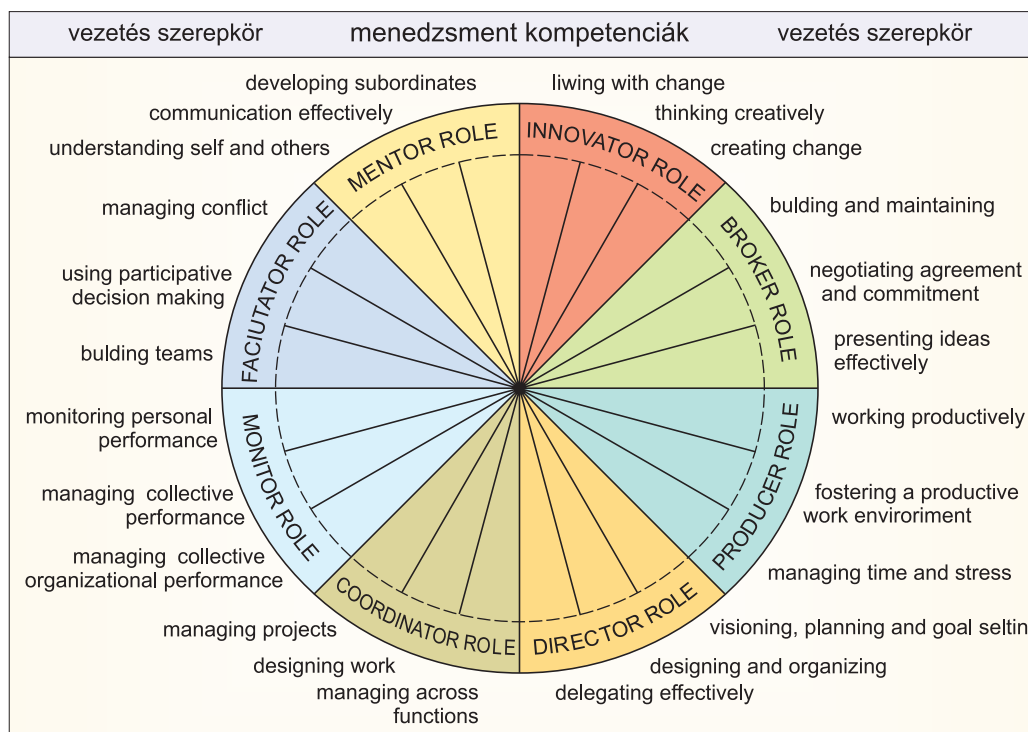 vezetés szerepkör
menedzsment kompetenciák
vezetés szerepkör
developing subordinates
communication effectively
understanding self and others
managing conflict
using participative
decision making
bulding teams
monitoring personal
performance
managing collective
performance
managing collective
organizational performance
managing projects
designing work
managing across
functions
liwing with change
thinking creatively
creating change
bulding and maintaining
negotiating agreement
and commitment
presenting ideas
effectively
working productively
fostering a productive
work enviroriment
managing time and stress
visioning, planning and goal seltin
designing and organizing
delegating effectively
MENTOR ROLE
INNOVATOR ROLE
BROKER ROLE
PRODUCER ROLE
DIRECTOR ROLE
COORDINATOR ROLE
MONITOR ROLE
FACIUTATOR ROLE